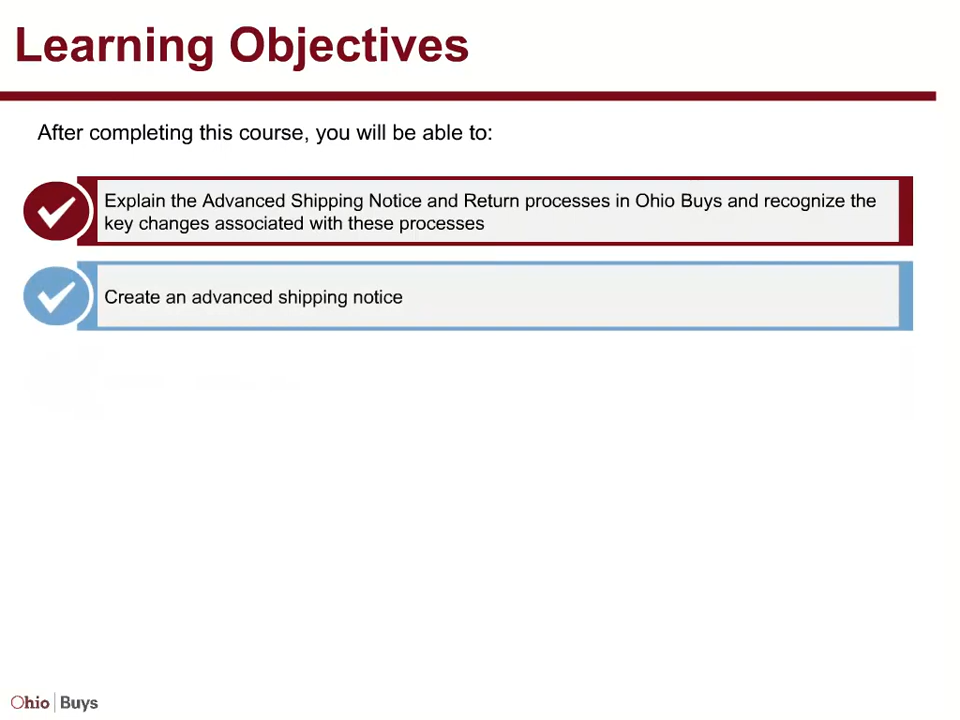 Learning Objectives
After completing this course, you will be able to:
Explain the Advanced Shipping Notice and Return processes in Ohio Buys and recognize the
key changes associated with these processes
Create an advanced shipping notice
Ohio Buys